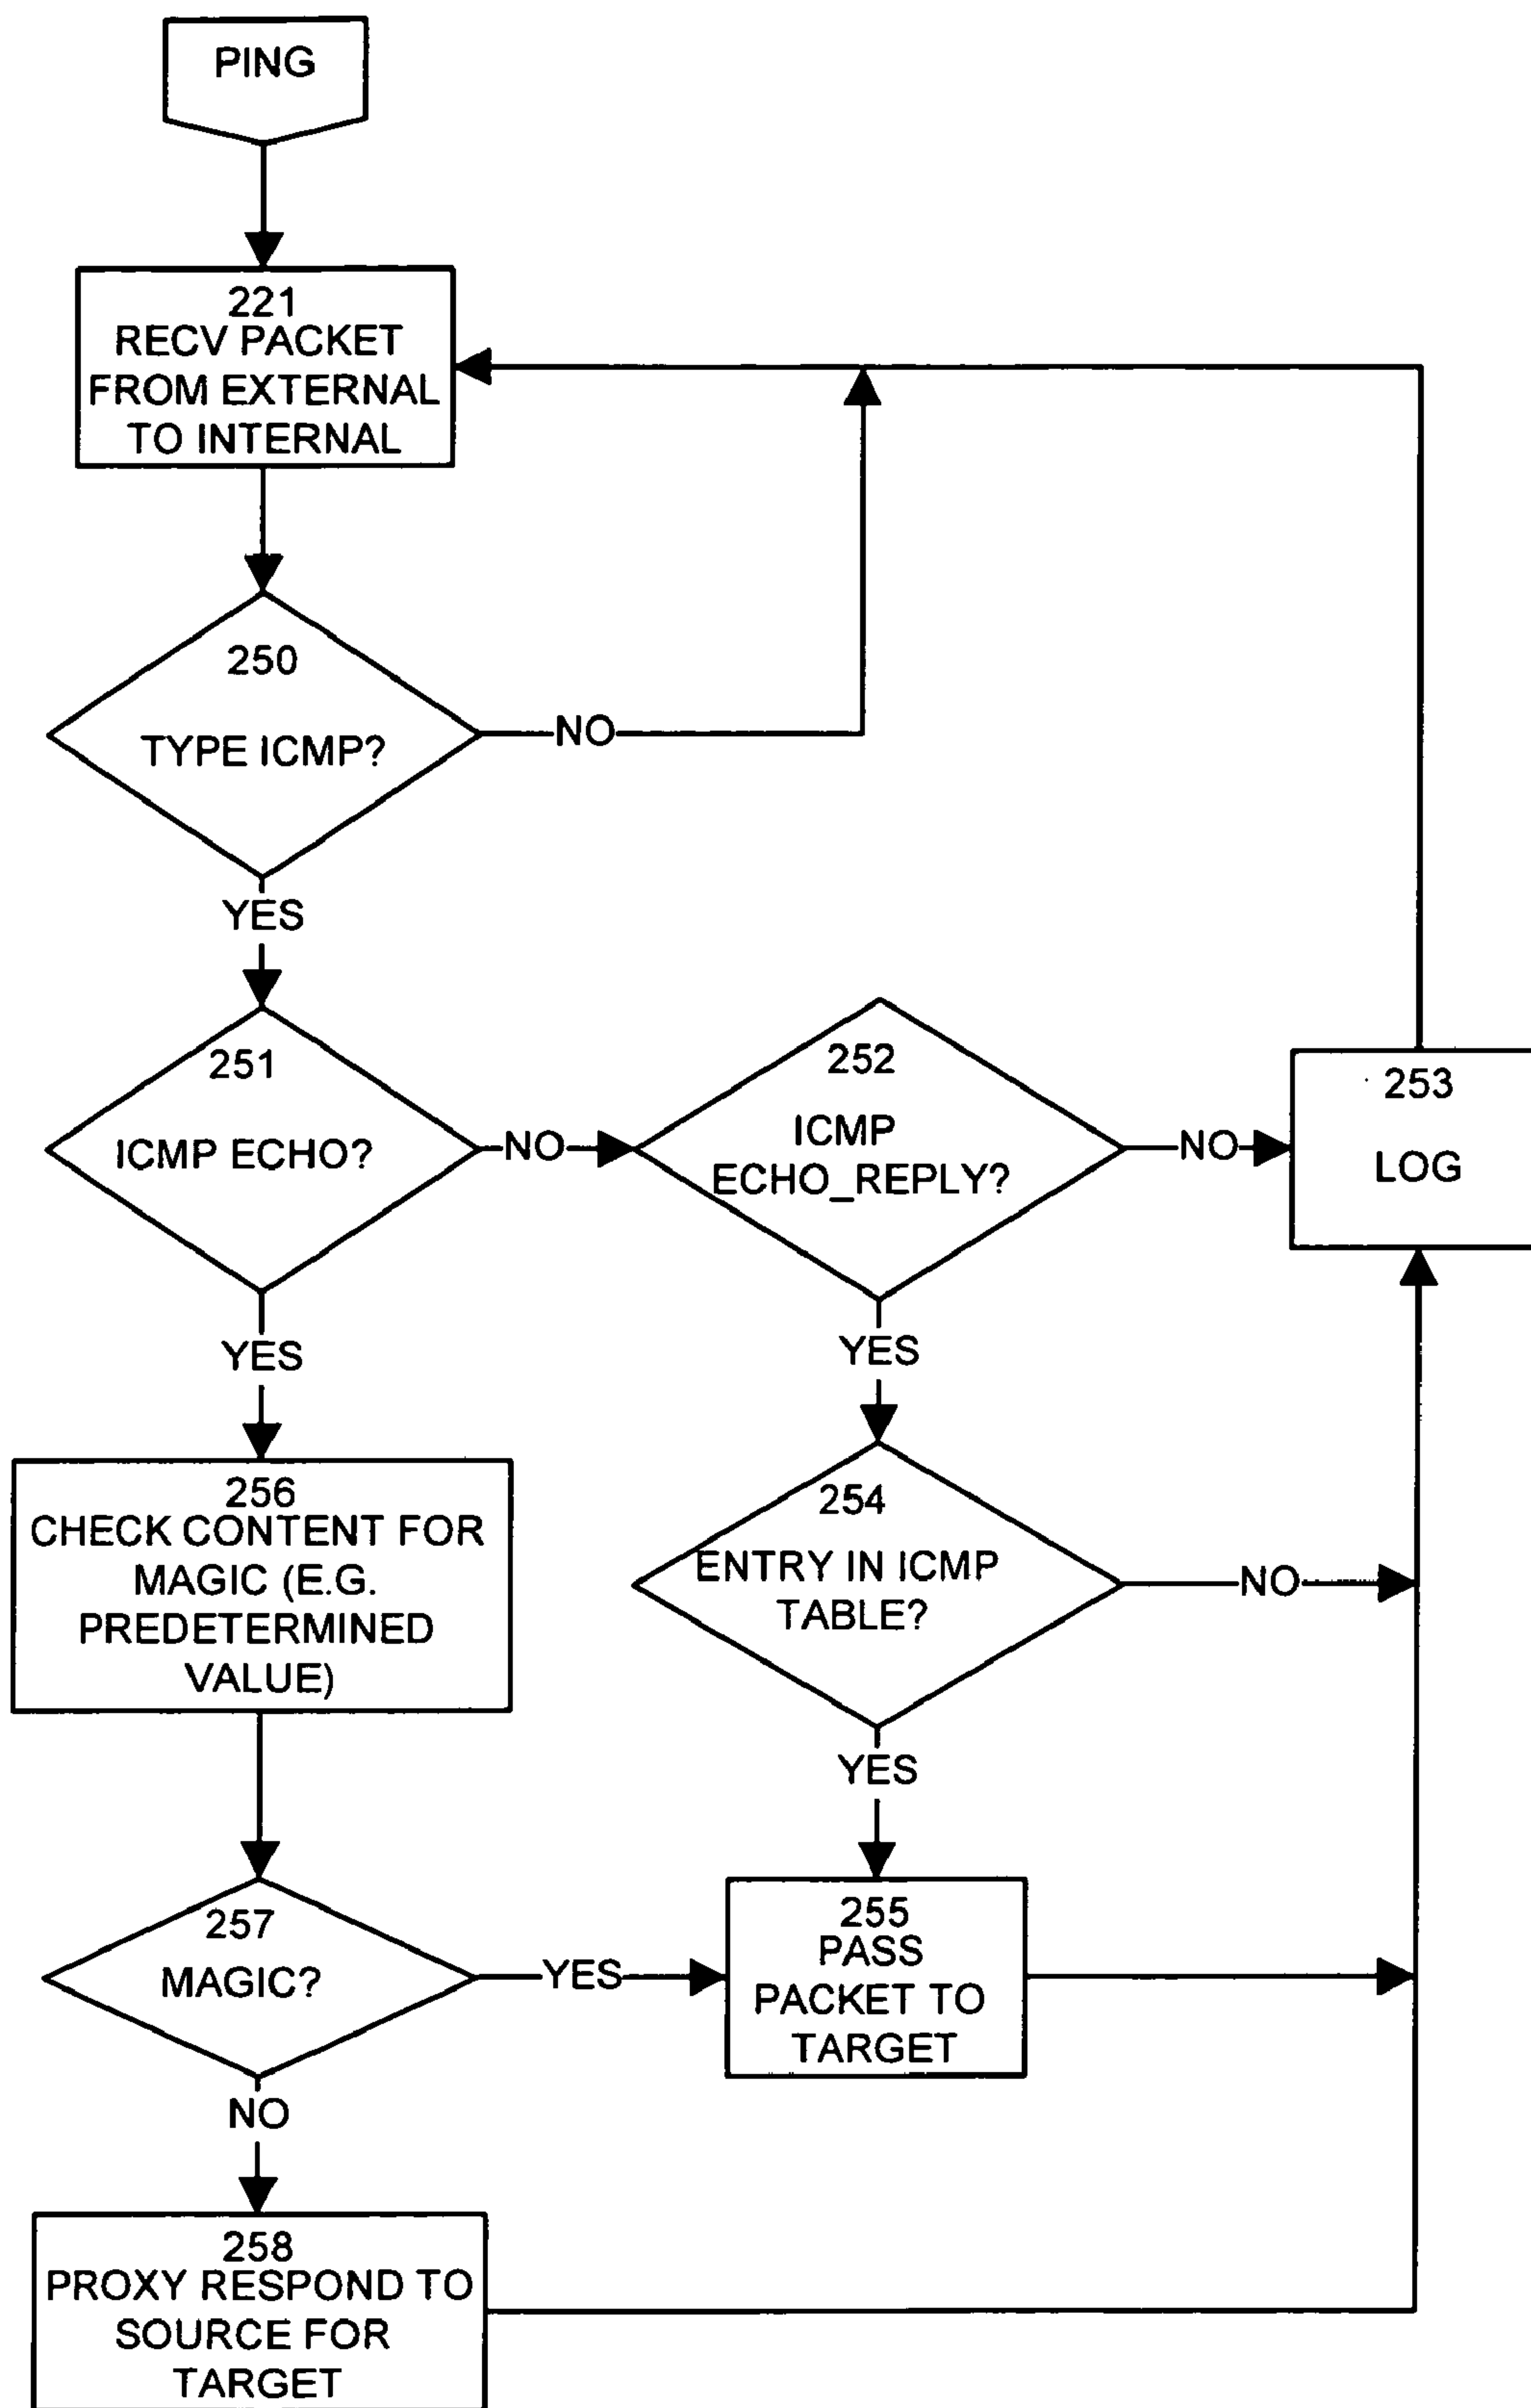 PING
221
RECV PACKET
FROM EXTERNAL
TO INTERNAL
250
TYPE ICMP?
NO
YES
251
ICMP ECHO?
NO
252
ICMP
ECHO_REPLY?
NO
253
LOG
YES
YES
256
CHECK CONTENT FOR
MAGIC (E.G.
PREDETERMINED
VALUE)
254
ENTRY IN ICMP
TABLE?
NO
YES
257
MAGIC?
YES
255
PASS
PACKET TO
TARGET
NO
258
PROXY RESPOND TO
SOURCE FOR
TARGET